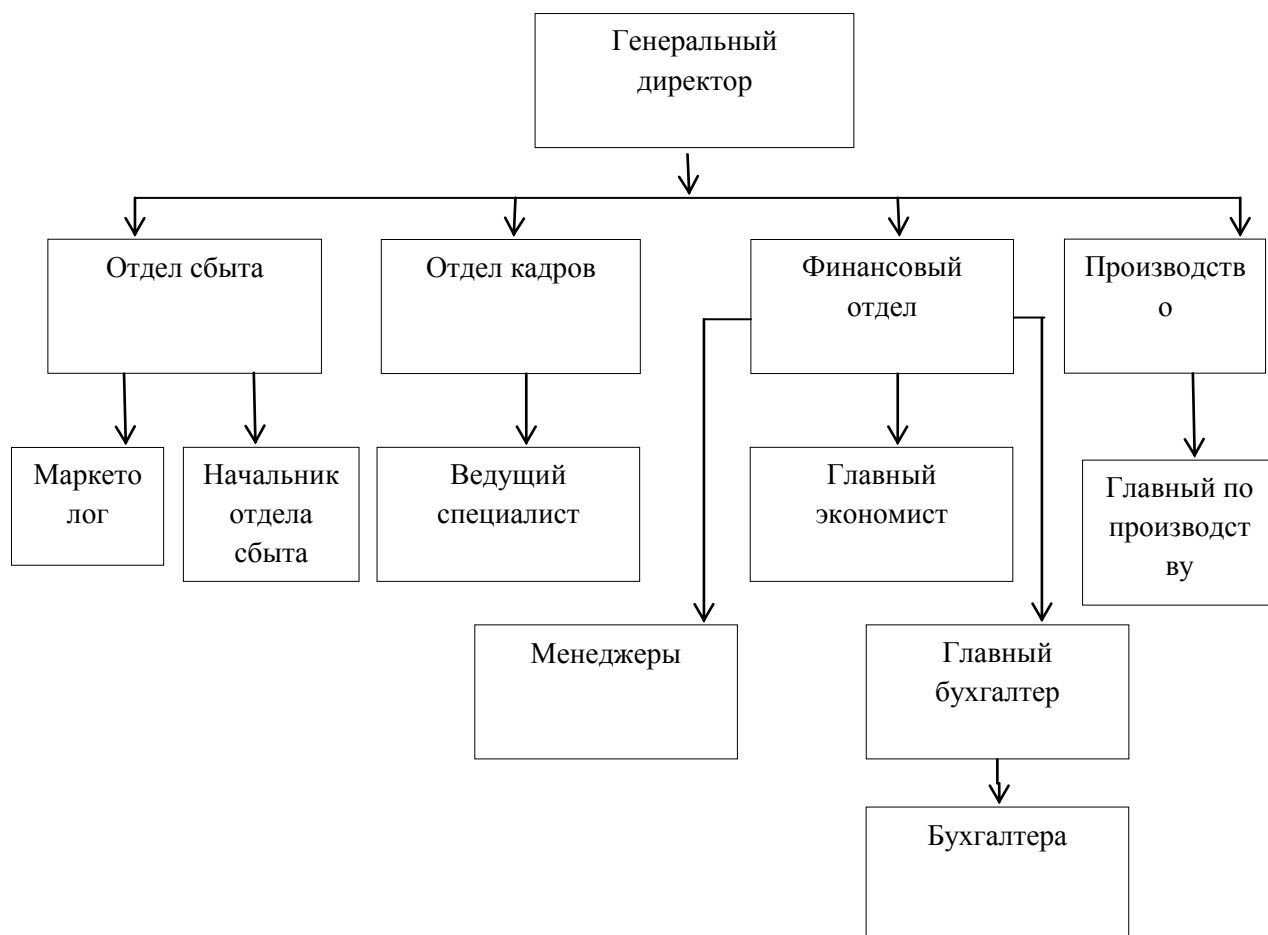 Генеральный
директор
Отдел сбыта
Отдел кадров
Финансовый
отдел
Производств
о
Маркето
лог
Начальник
отдела
сбыта
Ведущий
специалист
Главный
экономист
Главный по
производст
ву
Менеджеры
Главный
бухгалтер
Бухгалтера